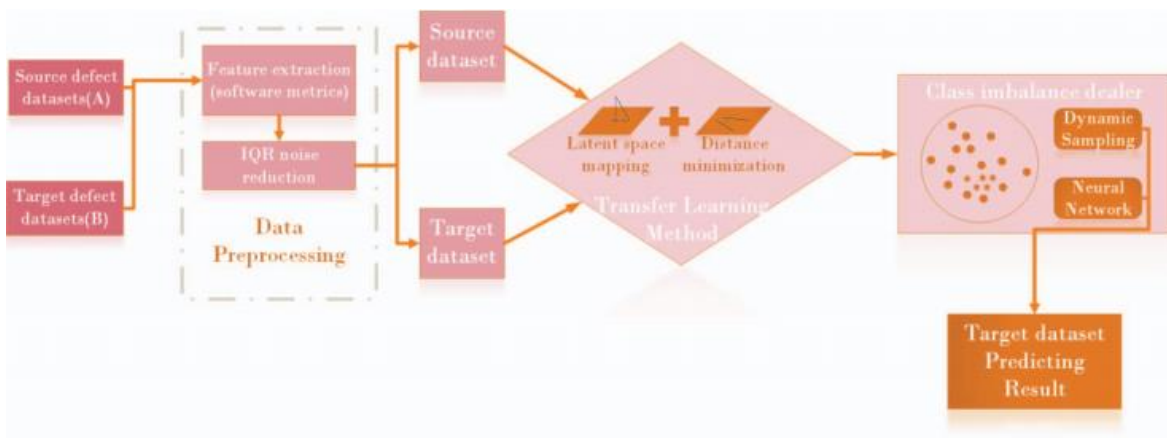 Source defect
datasets(A)
Target defect
datasets(B)
Feature extraction
(software metrics)
IQR noise
reduction
Data
Preprocessing
Source
dataset
Target
dataset
Latent space
mapping
Distance
minimization
Transfer Learning
Method
Class imbalance dealer
Dynamic
Sampling
Neural
Network
Target dataset
Predicting
Result